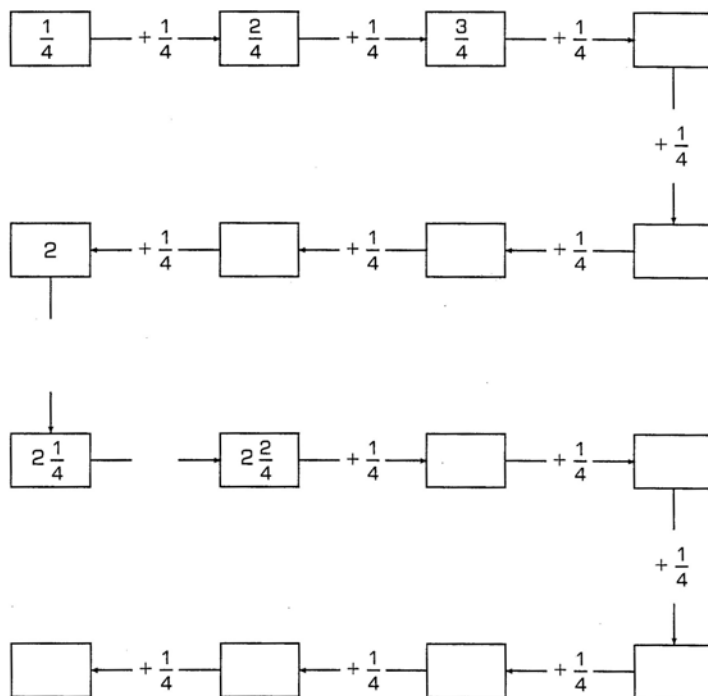 1/4 + 1/4 2/4 + 1/4 3/4 + 1/4
+ 1/4
2 + 1/4 + 1/4 + 1/4
2 1/4 2 2/4 + 1/4 + 1/4
+ 1/4
+ 1/4 + 1/4 + 1/4